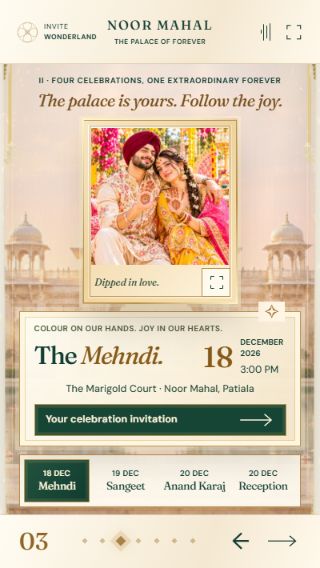 INVITE
WONDERLAND
NOOR MAHAL
THE PALACE OF FOREVER
II · FOUR CELEBRATIONS, ONE EXTRAORDINARY FOREVER
The palace is yours. Follow the joy.
Dipped in love.
COLOUR ON OUR HANDS. JOY IN OUR HEARTS.
The Mehndi.
18
DECEMBER
2026
3:00 PM
The Marigold Court · Noor Mahal, Patiala
Your celebration invitation
18 DEC
Mehndi
19 DEC
Sangeet
20 DEC
Anand Karaj
20 DEC
Reception
03